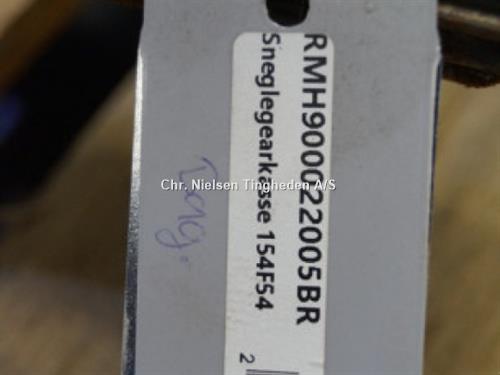 RMH900022005BR
Sneglegearkasse 154F54
2
Chr. Nielsen Tingheden A/S